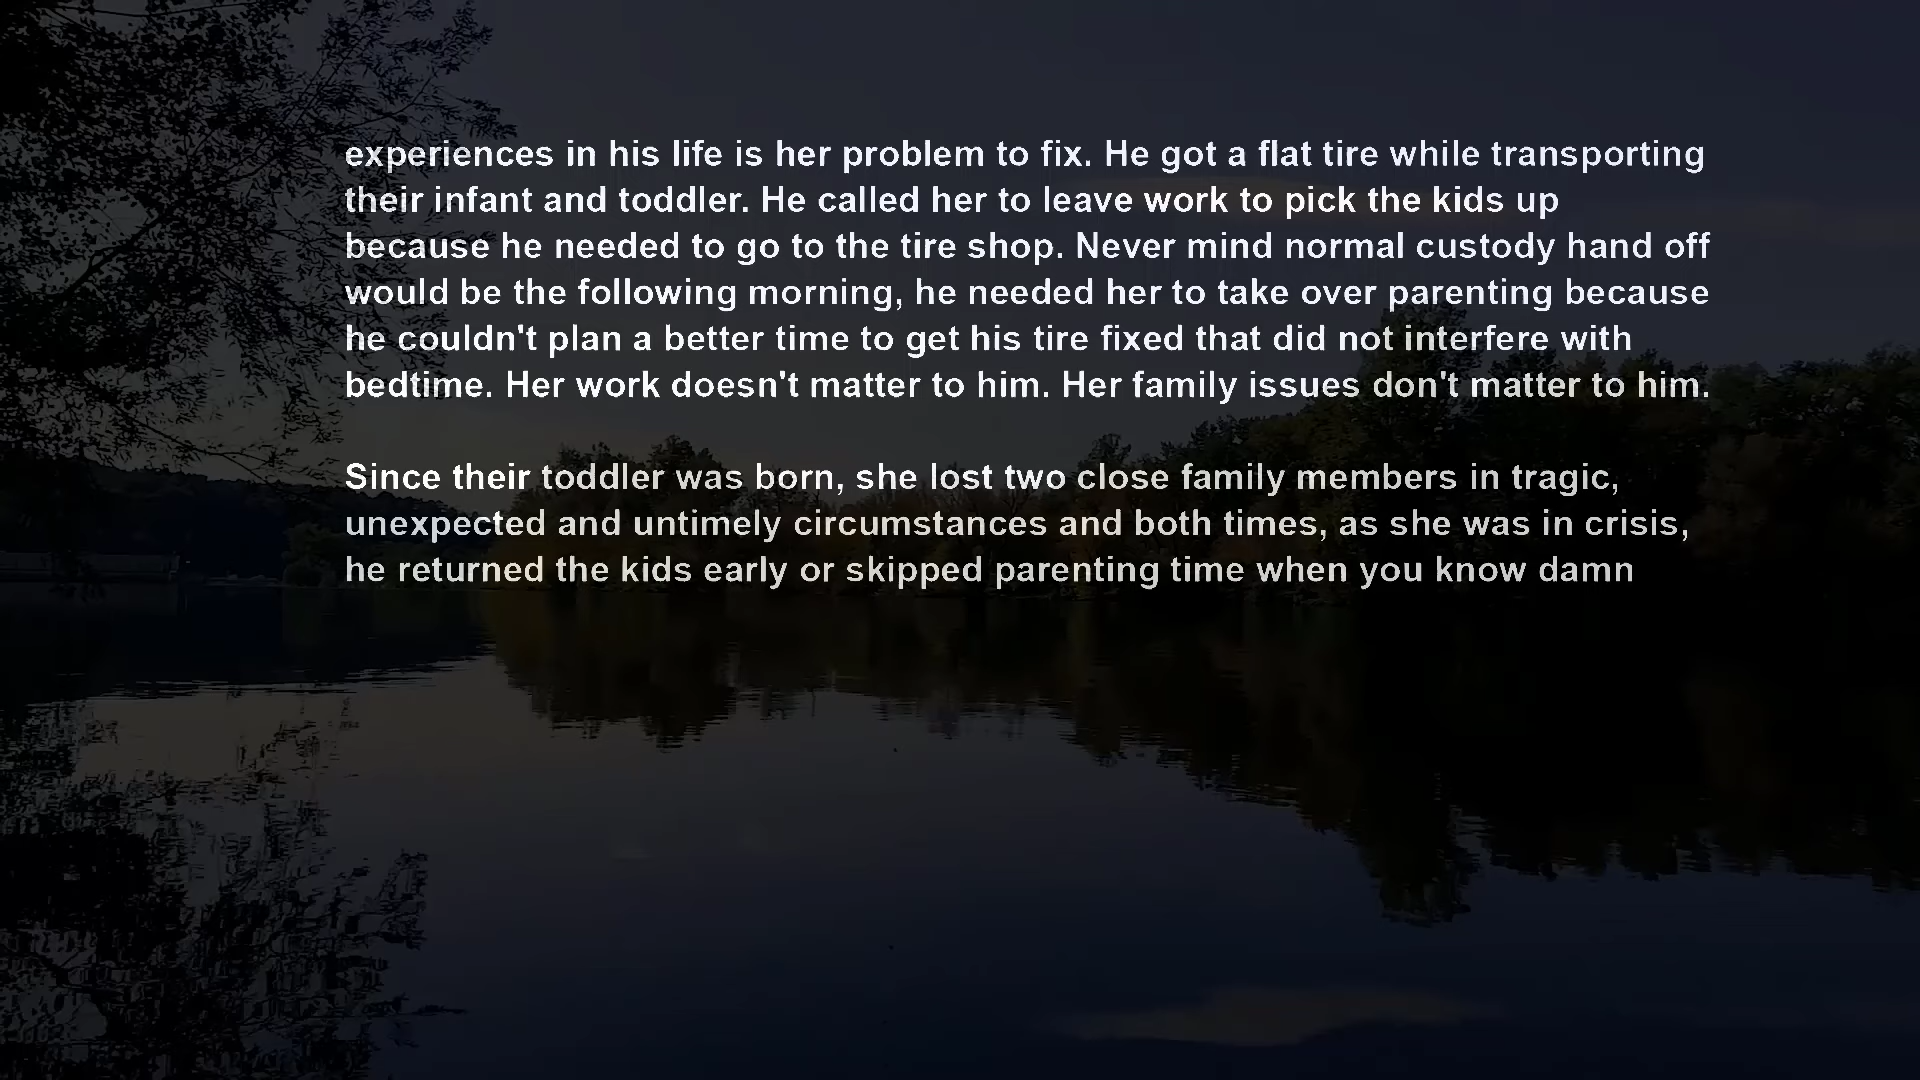 experiences in his life is her problem to fix. He got a flat tire while transporting
their infant and toddler. He called her to leave work to pick the kids up
because he needed to go to the tire shop. Never mind normal custody hand off
would be the following morning, he needed her to take over parenting because
he couldn't plan a better time to get his tire fixed that did not interfere with
bedtime. Her work doesn't matter to him. Her family issues don't matter to him.
Since their toddler was born, she lost two close family members in tragic,
unexpected and untimely circumstances and both times, as she was in crisis,
he returned the kids early or skipped parenting time when you know damn